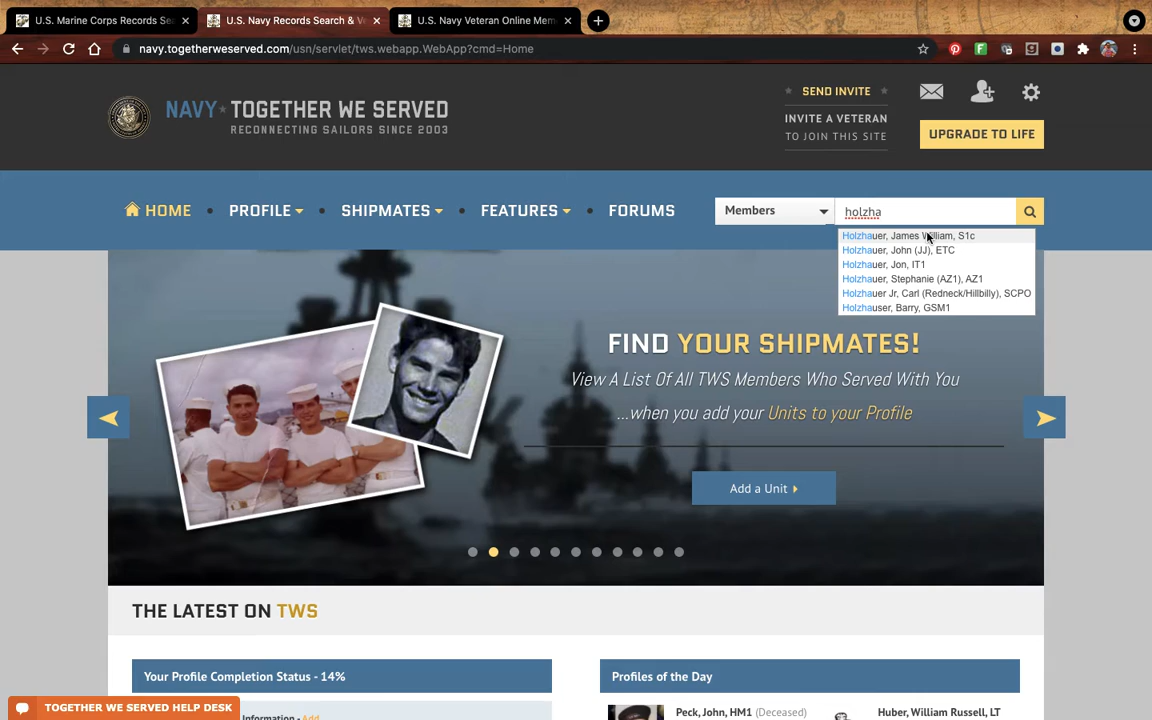 U.S. Marine Corps Records Sea
U.S. Navy Records Search & Ve
U.S. Navy Veteran Online Mem
navy.togetherweserved.com/usn/servlet/tws.webapp.WebApp?cmd=Home
NAVY TOGETHER WE SERVED
RECONNECTING SAILORS SINCE 2003
SEND INVITE
INVITE A VETERAN
TO JOIN THIS SITE
UPGRADE TO LIFE
HOME PROFILE SHIPMATES FEATURES FORUMS
Members
holzha
Holzhauer, James William, S1c
Holzhauer, John (JJ), ETC
Holzhauer, Jon, IT1
Holzhauer, Stephanie (AZ1), AZ1
Holzhauer Jr, Carl (Redneck/Hillbilly), SCPO
Holzhauser, Barry, GSM1
FIND YOUR SHIPMATES!
View A List Of All TWS Members Who Served With You
...when you add your Units to your Profile
Add a Unit
THE LATEST ON TWS
Your Profile Completion Status - 14%
Profiles of the Day
Information - Add
Peck, John, HM1 (Deceased)
Huber, William Russell, LT
TOGETHER WE SERVED HELP DESK